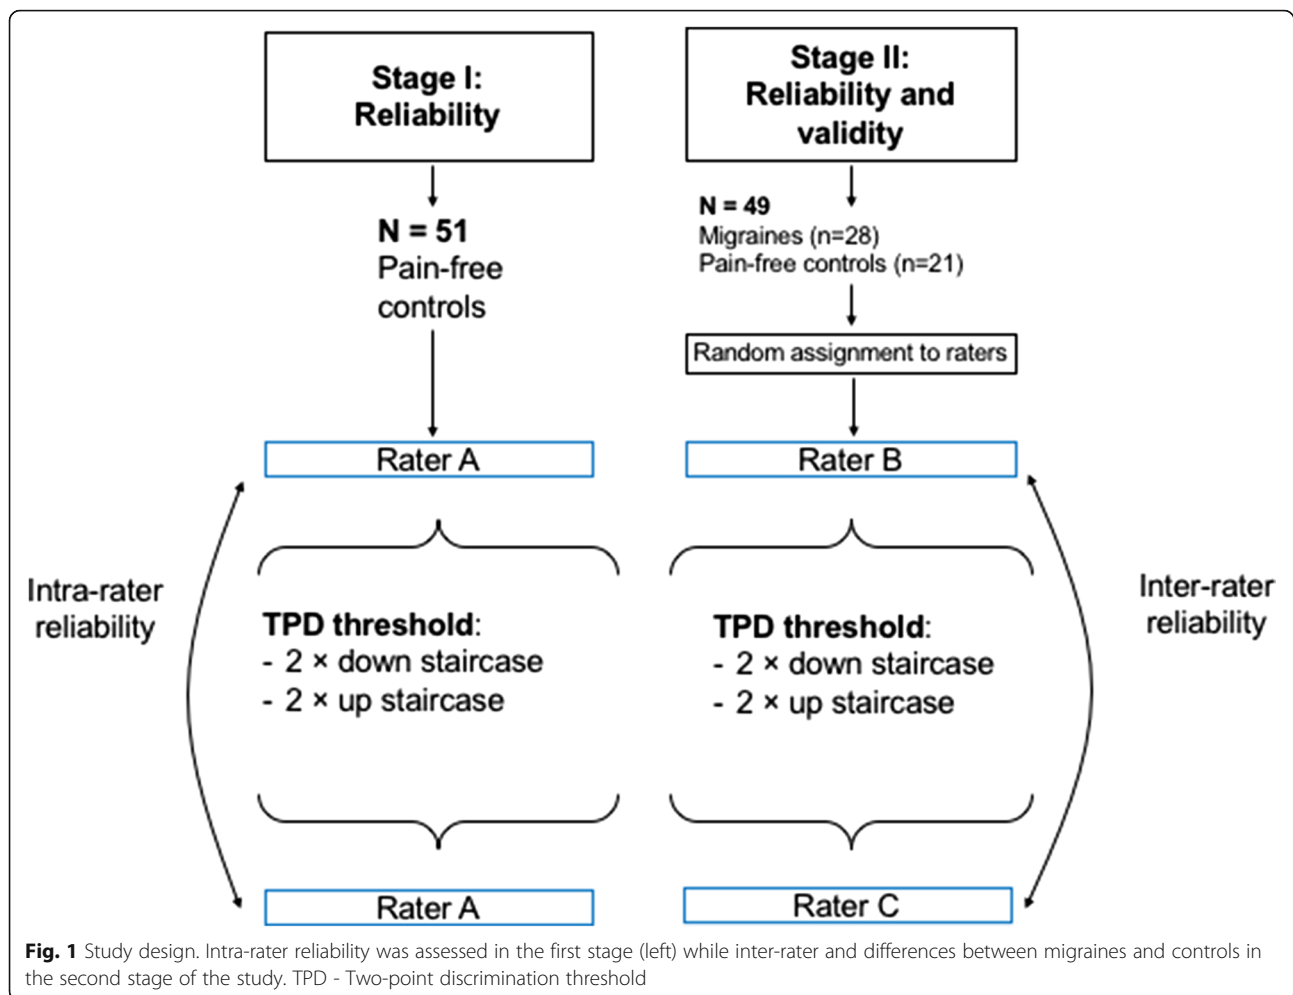 Stage I:
Reliability
N = 51
Pain-free
controls
Rater A
Intra-rater
reliability
TPD threshold:
- 2 × down staircase
- 2 × up staircase
Rater A
Stage II:
Reliability and
validity
N = 49
Migraines (n=28)
Pain-free controls (n=21)
Random assignment to raters
Rater B
TPD threshold:
- 2 × down staircase
- 2 × up staircase
Inter-rater
reliability
Rater C
Fig. 1 Study design. Intra-rater reliability was assessed in the first stage (left) while inter-rater and differences between migraines and controls in
the second stage of the study. TPD - Two-point discrimination threshold